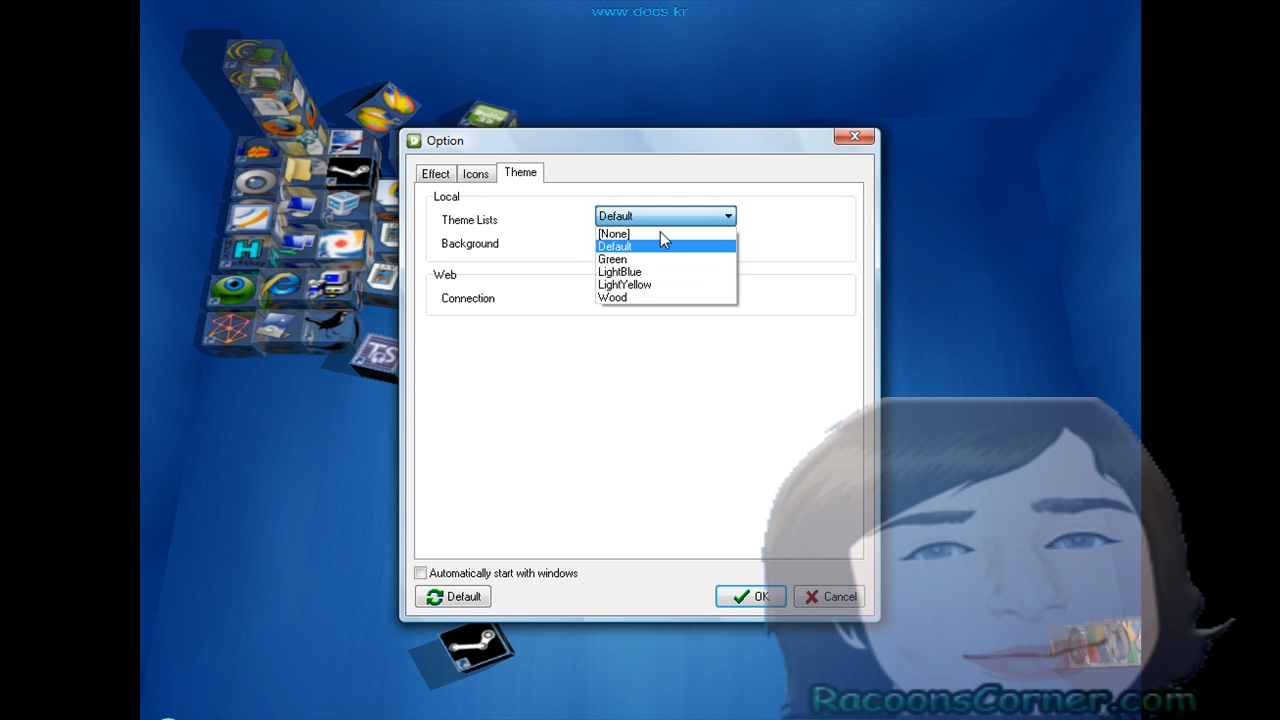 www.docs.kr
Option
Effect
Icons
Theme
Local
Theme Lists
Default
[None]
Background
Default
Green
Web
LightBlue
LightYellow
Connection
Wood
Automatically start with windows
Default
OK
Cancel
TS
RacoonsCorner.com